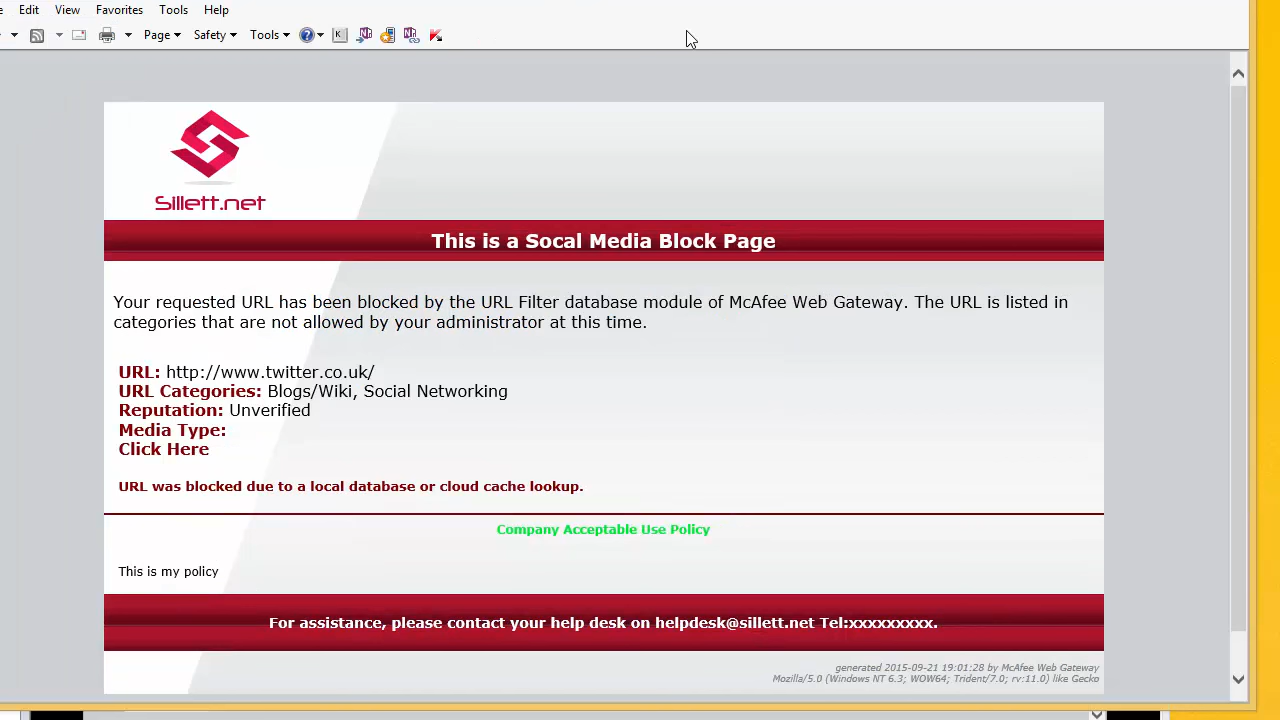 Edit View Favorites Tools Help
Page Safety Tools
Sillett.net
This is a Socal Media Block Page
Your requested URL has been blocked by the URL Filter database module of McAfee Web Gateway. The URL is listed in
categories that are not allowed by your administrator at this time.
URL: http://www.twitter.co.uk/
URL Categories: Blogs/Wiki, Social Networking
Reputation: Unverified
Media Type:
Click Here
URL was blocked due to a local database or cloud cache lookup.
Company Acceptable Use Policy
This is my policy
For assistance, please contact your help desk on helpdesk@sillett.net Tel:xxxxxxxxx.
generated 2015-09-21 19:01:28 by McAfee Web Gateway
Mozilla/5.0 (Windows NT 6.3; WOW64; Trident/7.0; rv:11.0) like Gecko